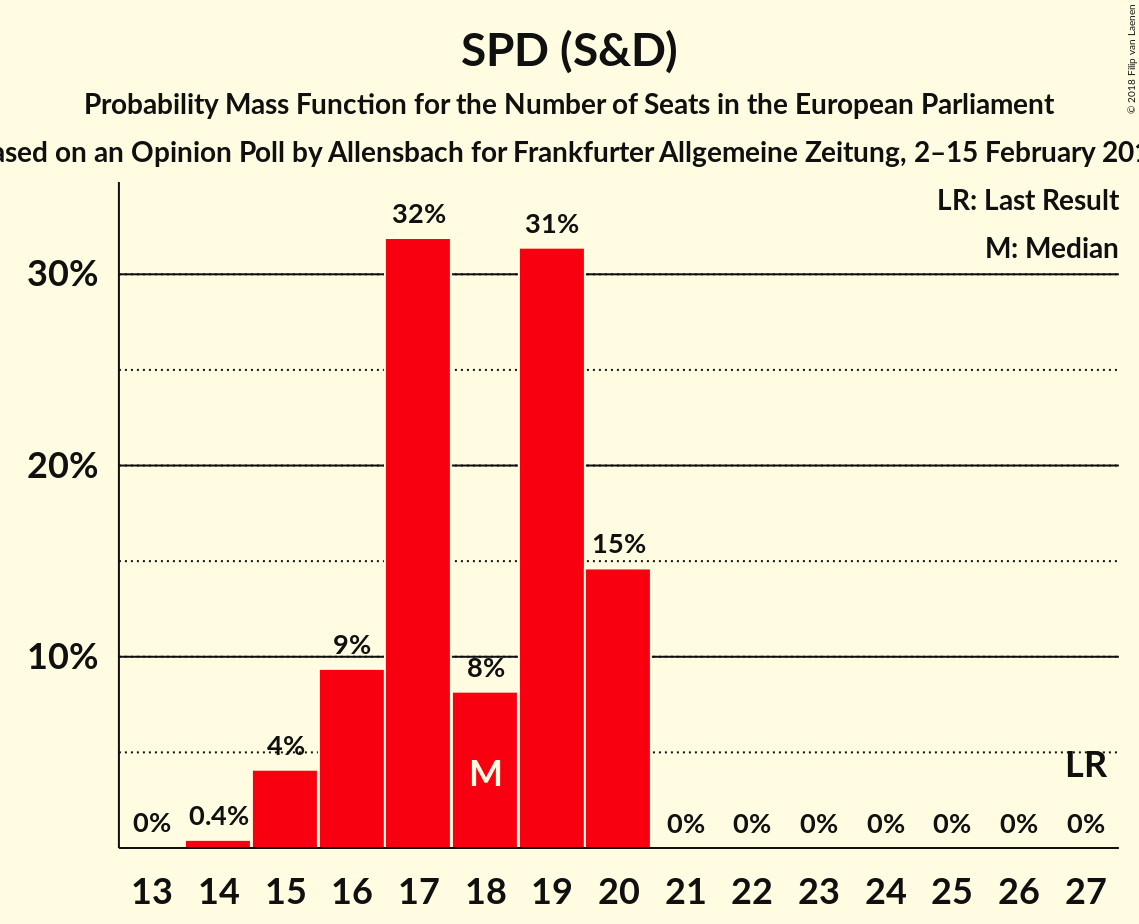 SPD (S&D)
Probability Mass Function for the Number of Seats in the European Parliament
on an Opinion Poll by Allensbach for Frankfurter Allgemeine Zeitung, 2–15 February
© 2018 Filip van Laenen
LR: Last Result
M: Median
30%
20%
10%
0%
0.4%
4%
9%
32%
8%
31%
15%
0%
0%
0%
0%
0%
0%
0%
M
LR
13 14 15 16 17 18 19 20 21 22 23 24 25 26 27